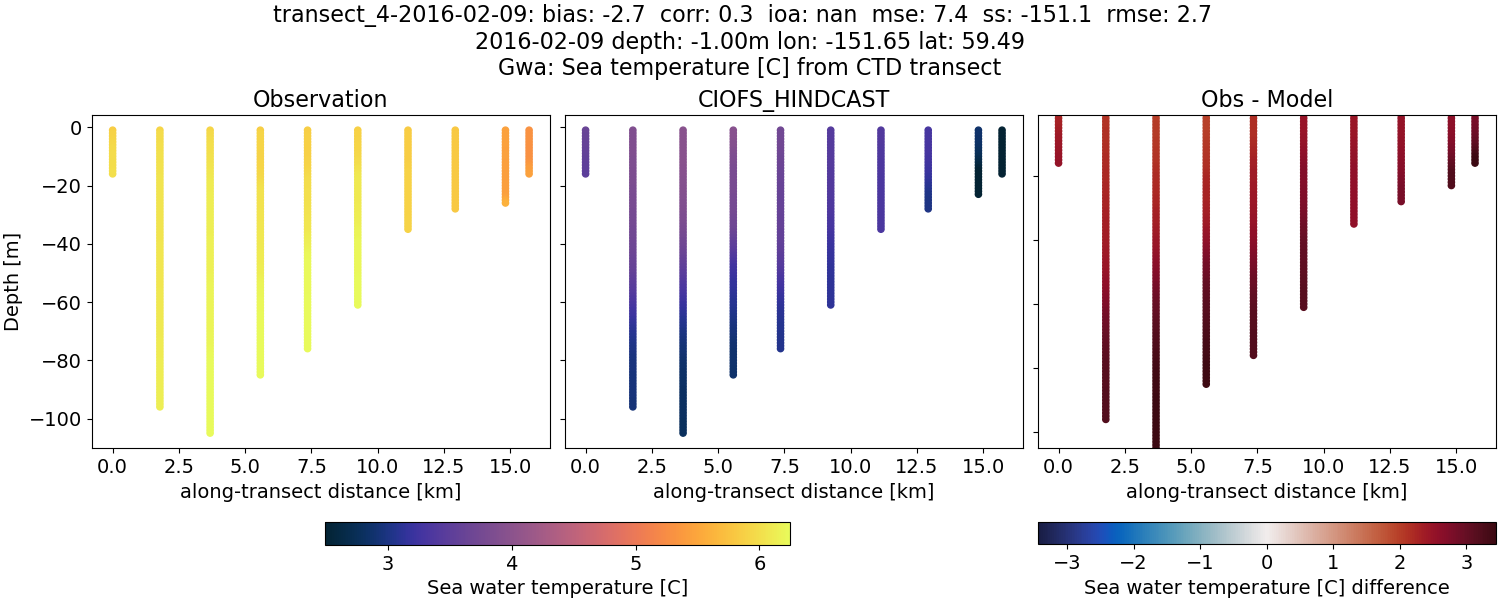 transect_4-2016-02-09: bias: -2.7 corr: 0.3 ioa: nan mse: 7.4 ss: -151.1 rmse: 2.7
2016-02-09 depth: -1.00m lon: -151.65 lat: 59.49
Gwa: Sea temperature [C] from CTD transect
Observation
CIOFS_HINDCAST
Obs - Model
Depth [m]
0
−20
−40
−60
−80
−100
0.0 2.5 5.0 7.5 10.0 12.5 15.0
0.0 2.5 5.0 7.5 10.0 12.5 15.0
0.0 2.5 5.0 7.5 10.0 12.5 15.0
along-transect distance [km]
along-transect distance [km]
along-transect distance [km]
3 4 5 6
Sea water temperature [C]
−3 −2 −1 0 1 2 3
Sea water temperature [C] difference